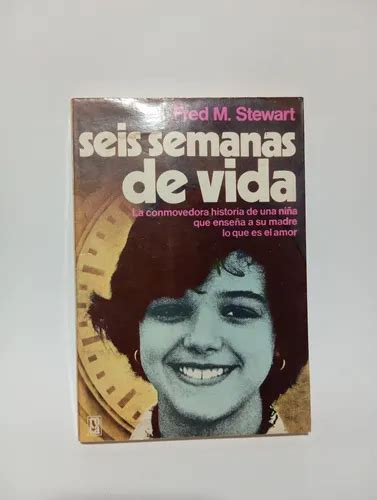 Fred M. Stewart
seis semanas
de vida
La conmovedora historia de una niña
que enseña a su madre
lo que es el amor